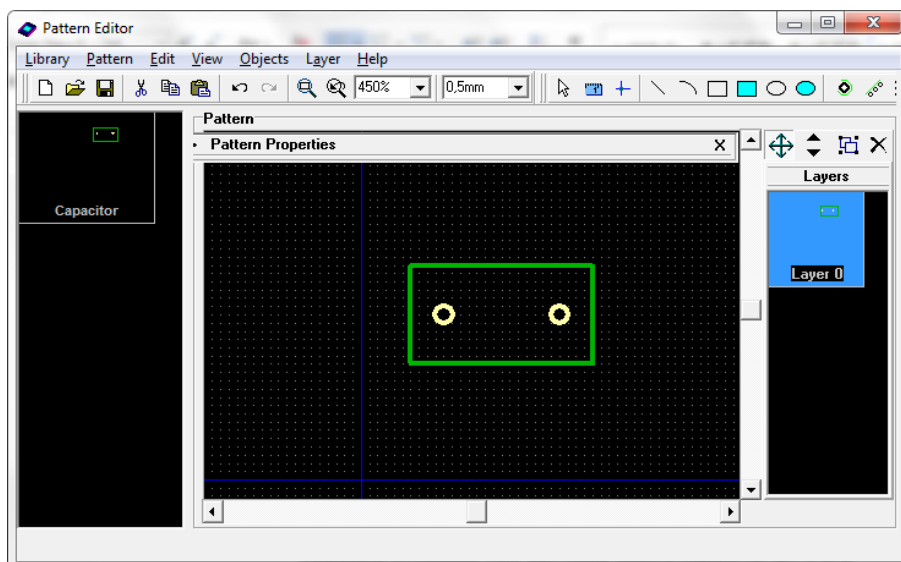 Pattern Editor
Library Pattern Edit View Objects Layer Help
450% 0,5mm
Pattern
Pattern Properties
Layers
Capacitor
Layer 0